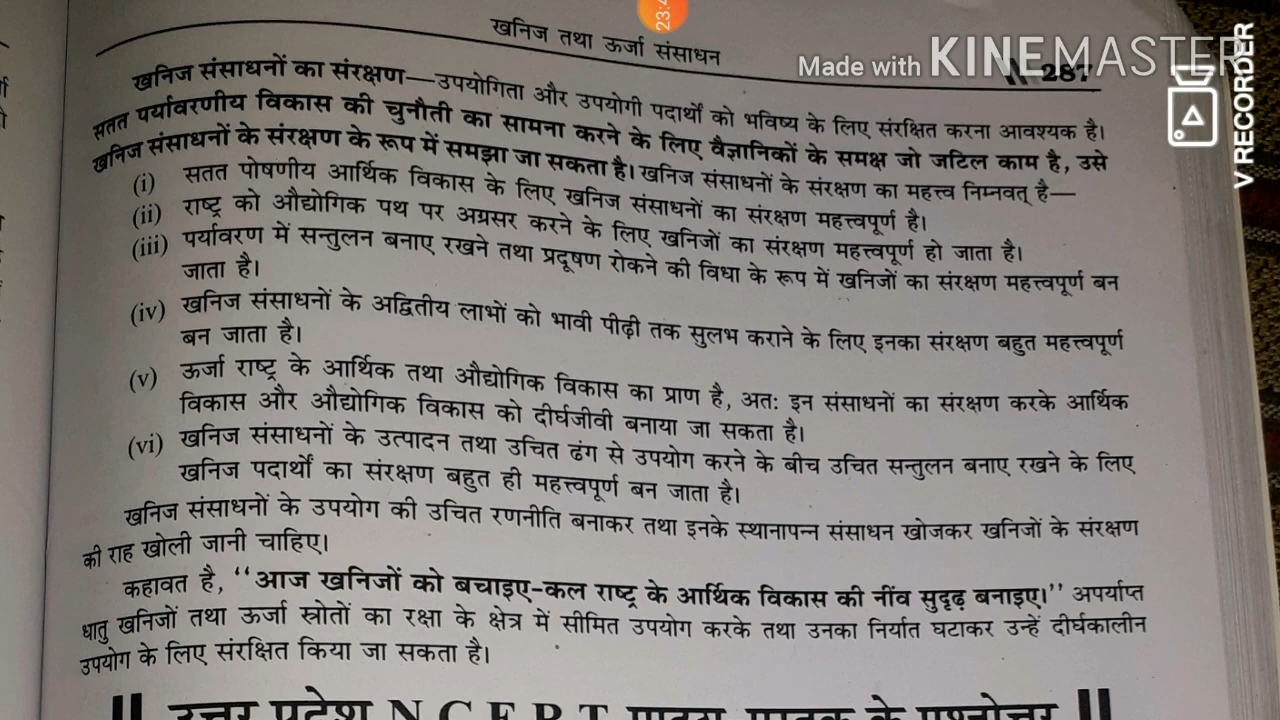 23:4
खनिज तथा ऊर्जा संसाधन
Made with KINEMASTER
287
V RECORDER
खनिज संसाधनों का संरक्षण—उपयोगिता और उपयोगी पदार्थों को भविष्य के लिए संरक्षित करना आवश्यक है।
सतत पर्यावरणीय विकास की चुनौती का सामना करने के लिए वैज्ञानिकों के समक्ष जो जटिल काम है, उसे
खनिज संसाधनों के संरक्षण के रूप में समझा जा सकता है। खनिज संसाधनों के संरक्षण का महत्त्व निम्नवत् है—
(i) सतत पोषणीय आर्थिक विकास के लिए खनिज संसाधनों का संरक्षण महत्त्वपूर्ण है।
(ii) राष्ट्र को औद्योगिक पथ पर अग्रसर करने के लिए खनिजों का संरक्षण महत्त्वपूर्ण हो जाता है।
(iii) पर्यावरण में सन्तुलन बनाए रखने तथा प्रदूषण रोकने की विधा के रूप में खनिजों का संरक्षण महत्त्वपूर्ण बन
जाता है।
(iv) खनिज संसाधनों के अद्वितीय लाभों को भावी पीढ़ी तक सुलभ कराने के लिए इनका संरक्षण बहुत महत्त्वपूर्ण
बन जाता है।
(v) ऊर्जा राष्ट्र के आर्थिक तथा औद्योगिक विकास का प्राण है, अतः इन संसाधनों का संरक्षण करके आर्थिक
विकास और औद्योगिक विकास को दीर्घजीवी बनाया जा सकता है।
(vi) खनिज संसाधनों के उत्पादन तथा उचित ढंग से उपयोग करने के बीच उचित सन्तुलन बनाए रखने के लिए
खनिज पदार्थों का संरक्षण बहुत ही महत्त्वपूर्ण बन जाता है।
खनिज संसाधनों के उपयोग की उचित रणनीति बनाकर तथा इनके स्थानापन्न संसाधन खोजकर खनिजों के संरक्षण
की राह खोली जानी चाहिए।
कहावत है, ‘‘आज खनिजों को बचाइए-कल राष्ट्र के आर्थिक विकास की नींव सुदृढ़ बनाइए।’’ अपर्याप्त
धातु खनिजों तथा ऊर्जा स्रोतों का रक्षा के क्षेत्र में सीमित उपयोग करके तथा उनका निर्यात घटाकर उन्हें दीर्घकालीन
उपयोग के लिए संरक्षित किया जा सकता है।
उत्तर प्रदेश N C E R T पाठ्य पुस्तक के प्रश्नोत्तर